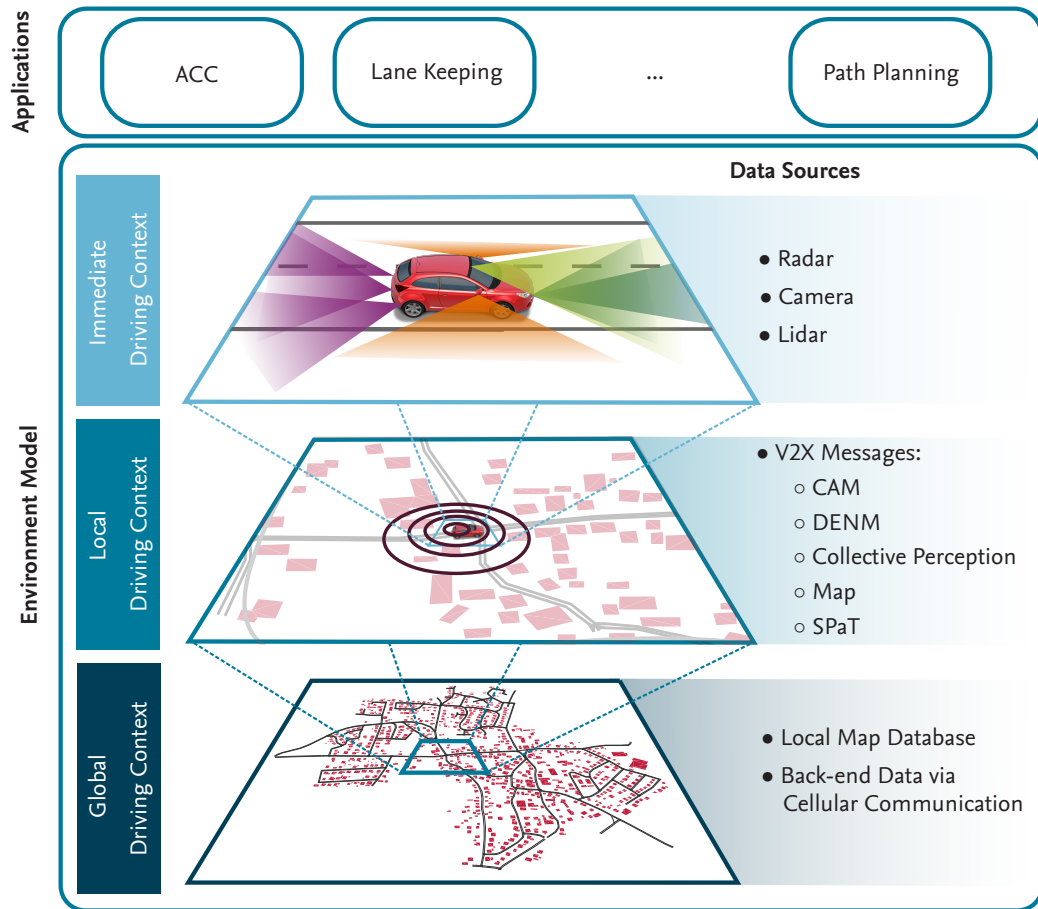 Applications
ACC
Lane Keeping
...
Path Planning
Environment Model
Data Sources
Immediate
Driving Context
● Radar
● Camera
● Lidar
Local
Driving Context
● V2X Messages:
○ CAM
○ DENM
○ Collective Perception
○ Map
○ SPaT
Global
Driving Context
● Local Map Database
● Back-end Data via
Cellular Communication